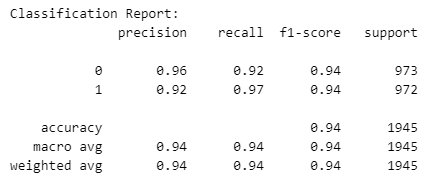 Classification Report:
precision recall f1-score support
0 0.96 0.92 0.94 973
1 0.92 0.97 0.94 972
accuracy 0.94 1945
macro avg 0.94 0.94 0.94 1945
weighted avg 0.94 0.94 0.94 1945